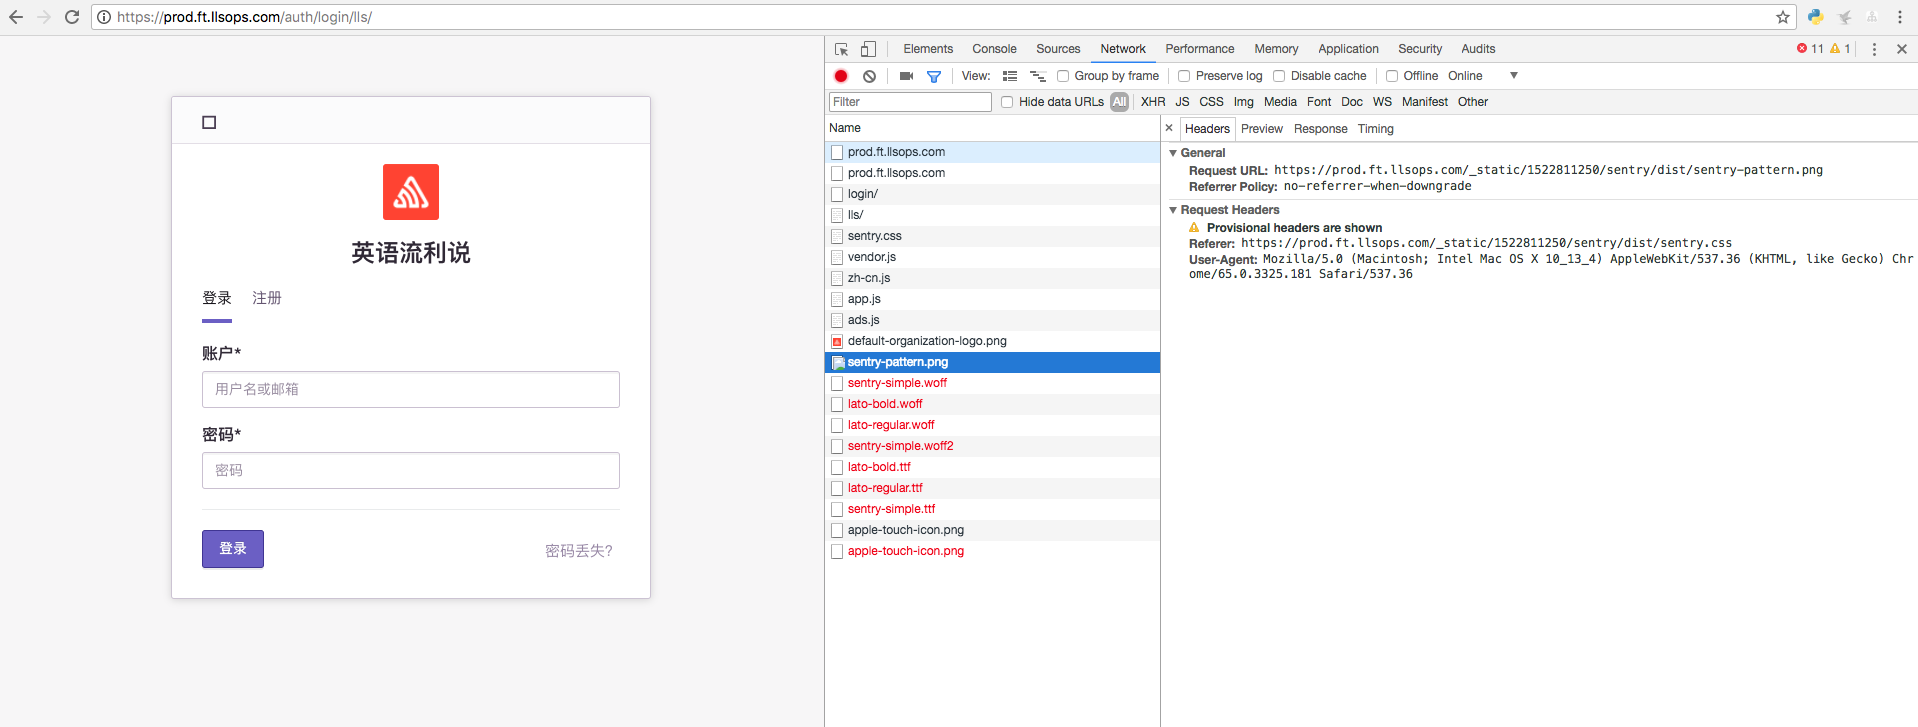 https://prod.ft.llsops.com/auth/login/lls/
英语流利说
登录 注册
账户*
用户名或邮箱
密码*
密码
登录 密码丢失?
Elements Console Sources Network Performance Memory Application Security Audits 11 1
View: Group by frame Preserve log Disable cache Offline Online
Filter Hide data URLs All XHR JS CSS Img Media Font Doc WS Manifest Other
Name
prod.ft.llsops.com
prod.ft.llsops.com
login/
lls/
sentry.css
vendor.js
zh-cn.js
app.js
ads.js
default-organization-logo.png
sentry-pattern.png
sentry-simple.woff
lato-bold.woff
lato-regular.woff
sentry-simple.woff2
lato-bold.ttf
lato-regular.ttf
sentry-simple.ttf
apple-touch-icon.png
apple-touch-icon.png
Headers Preview Response Timing
General
Request URL: https://prod.ft.llsops.com/_static/1522811250/sentry/dist/sentry-pattern.png
Referrer Policy: no-referrer-when-downgrade
Request Headers
Provisional headers are shown
Referer: https://prod.ft.llsops.com/_static/1522811250/sentry/dist/sentry.css
User-Agent: Mozilla/5.0 (Macintosh; Intel Mac OS X 10_13_4) AppleWebKit/537.36 (KHTML, like Gecko) Chr
ome/65.0.3325.181 Safari/537.36